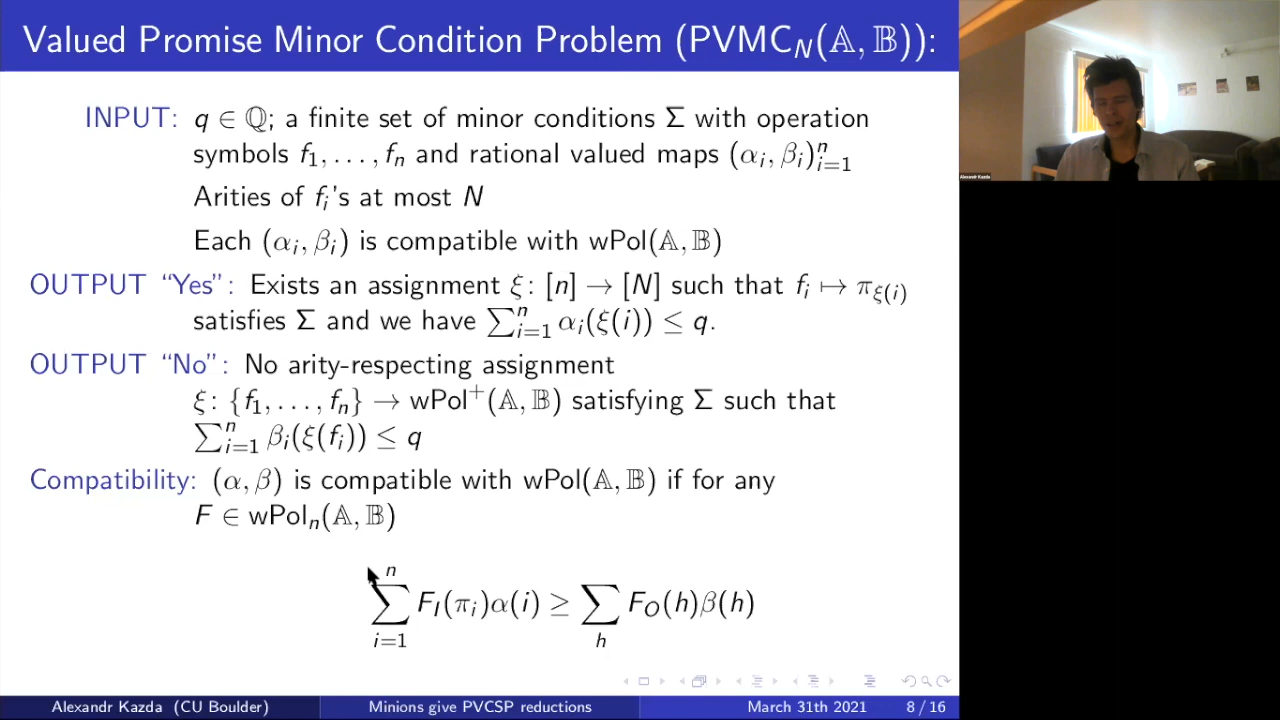 Valued Promise Minor Condition Problem (PVMC_N(𝔸, 𝔹)):
INPUT: q ∈ ℚ; a finite set of minor conditions Σ with operation
symbols f_1, …, f_n and rational valued maps (α_i, β_i)_{i=1}^n
Arities of f_i's at most N
Each (α_i, β_i) is compatible with wPol(𝔸, 𝔹)
OUTPUT “Yes”: Exists an assignment ξ: [n] → [N] such that f_i ↦ π_{ξ(i)}
satisfies Σ and we have ∑_{i=1}^n α_i(ξ(i)) ≤ q.
OUTPUT “No”: No arity-respecting assignment
ξ: {f_1, …, f_n} → wPol^+(𝔸, 𝔹) satisfying Σ such that
∑_{i=1}^n β_i(ξ(f_i)) ≤ q
Compatibility: (α, β) is compatible with wPol(𝔸, 𝔹) if for any
F ∈ wPol_n(𝔸, 𝔹)
∑_{i=1}^n F_I(π_i)α(i) ≥ ∑_h F_O(h)β(h)
Alexandr Kazda (CU Boulder) Minions give PVCSP reductions March 31th 2021 8 / 16
Alexandr Kazda